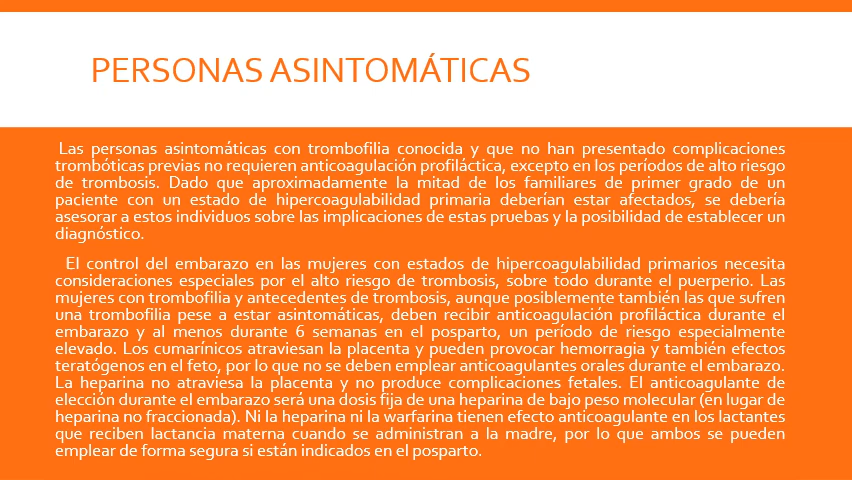 PERSONAS ASINTOMÁTICAS
Las personas asintomáticas con trombofilia conocida y que no han presentado complicaciones
trombóticas previas no requieren anticoagulación profiláctica, excepto en los períodos de alto riesgo
de trombosis. Dado que aproximadamente la mitad de los familiares de primer grado de un
paciente con un estado de hipercoagulabilidad primaria deberían estar afectados, se debería
asesorar a estos individuos sobre las implicaciones de estas pruebas y la posibilidad de establecer un
diagnóstico.
El control del embarazo en las mujeres con estados de hipercoagulabilidad primarios necesita
consideraciones especiales por el alto riesgo de trombosis, sobre todo durante el puerperio. Las
mujeres con trombofilia y antecedentes de trombosis, aunque posiblemente también las que sufren
una trombofilia pese a estar asintomáticas, deben recibir anticoagulación profiláctica durante el
embarazo y al menos durante 6 semanas en el posparto, un período de riesgo especialmente
elevado. Los cumarínicos atraviesan la placenta y pueden provocar hemorragia y también efectos
teratógenos en el feto, por lo que no se deben emplear anticoagulantes orales durante el embarazo.
La heparina no atraviesa la placenta y no produce complicaciones fetales. El anticoagulante de
elección durante el embarazo será una dosis fija de una heparina de bajo peso molecular (en lugar de
heparina no fraccionada). Ni la heparina ni la warfarina tienen efecto anticoagulante en los lactantes
que reciben lactancia materna cuando se administran a la madre, por lo que ambos se pueden
emplear de forma segura si están indicados en el posparto.